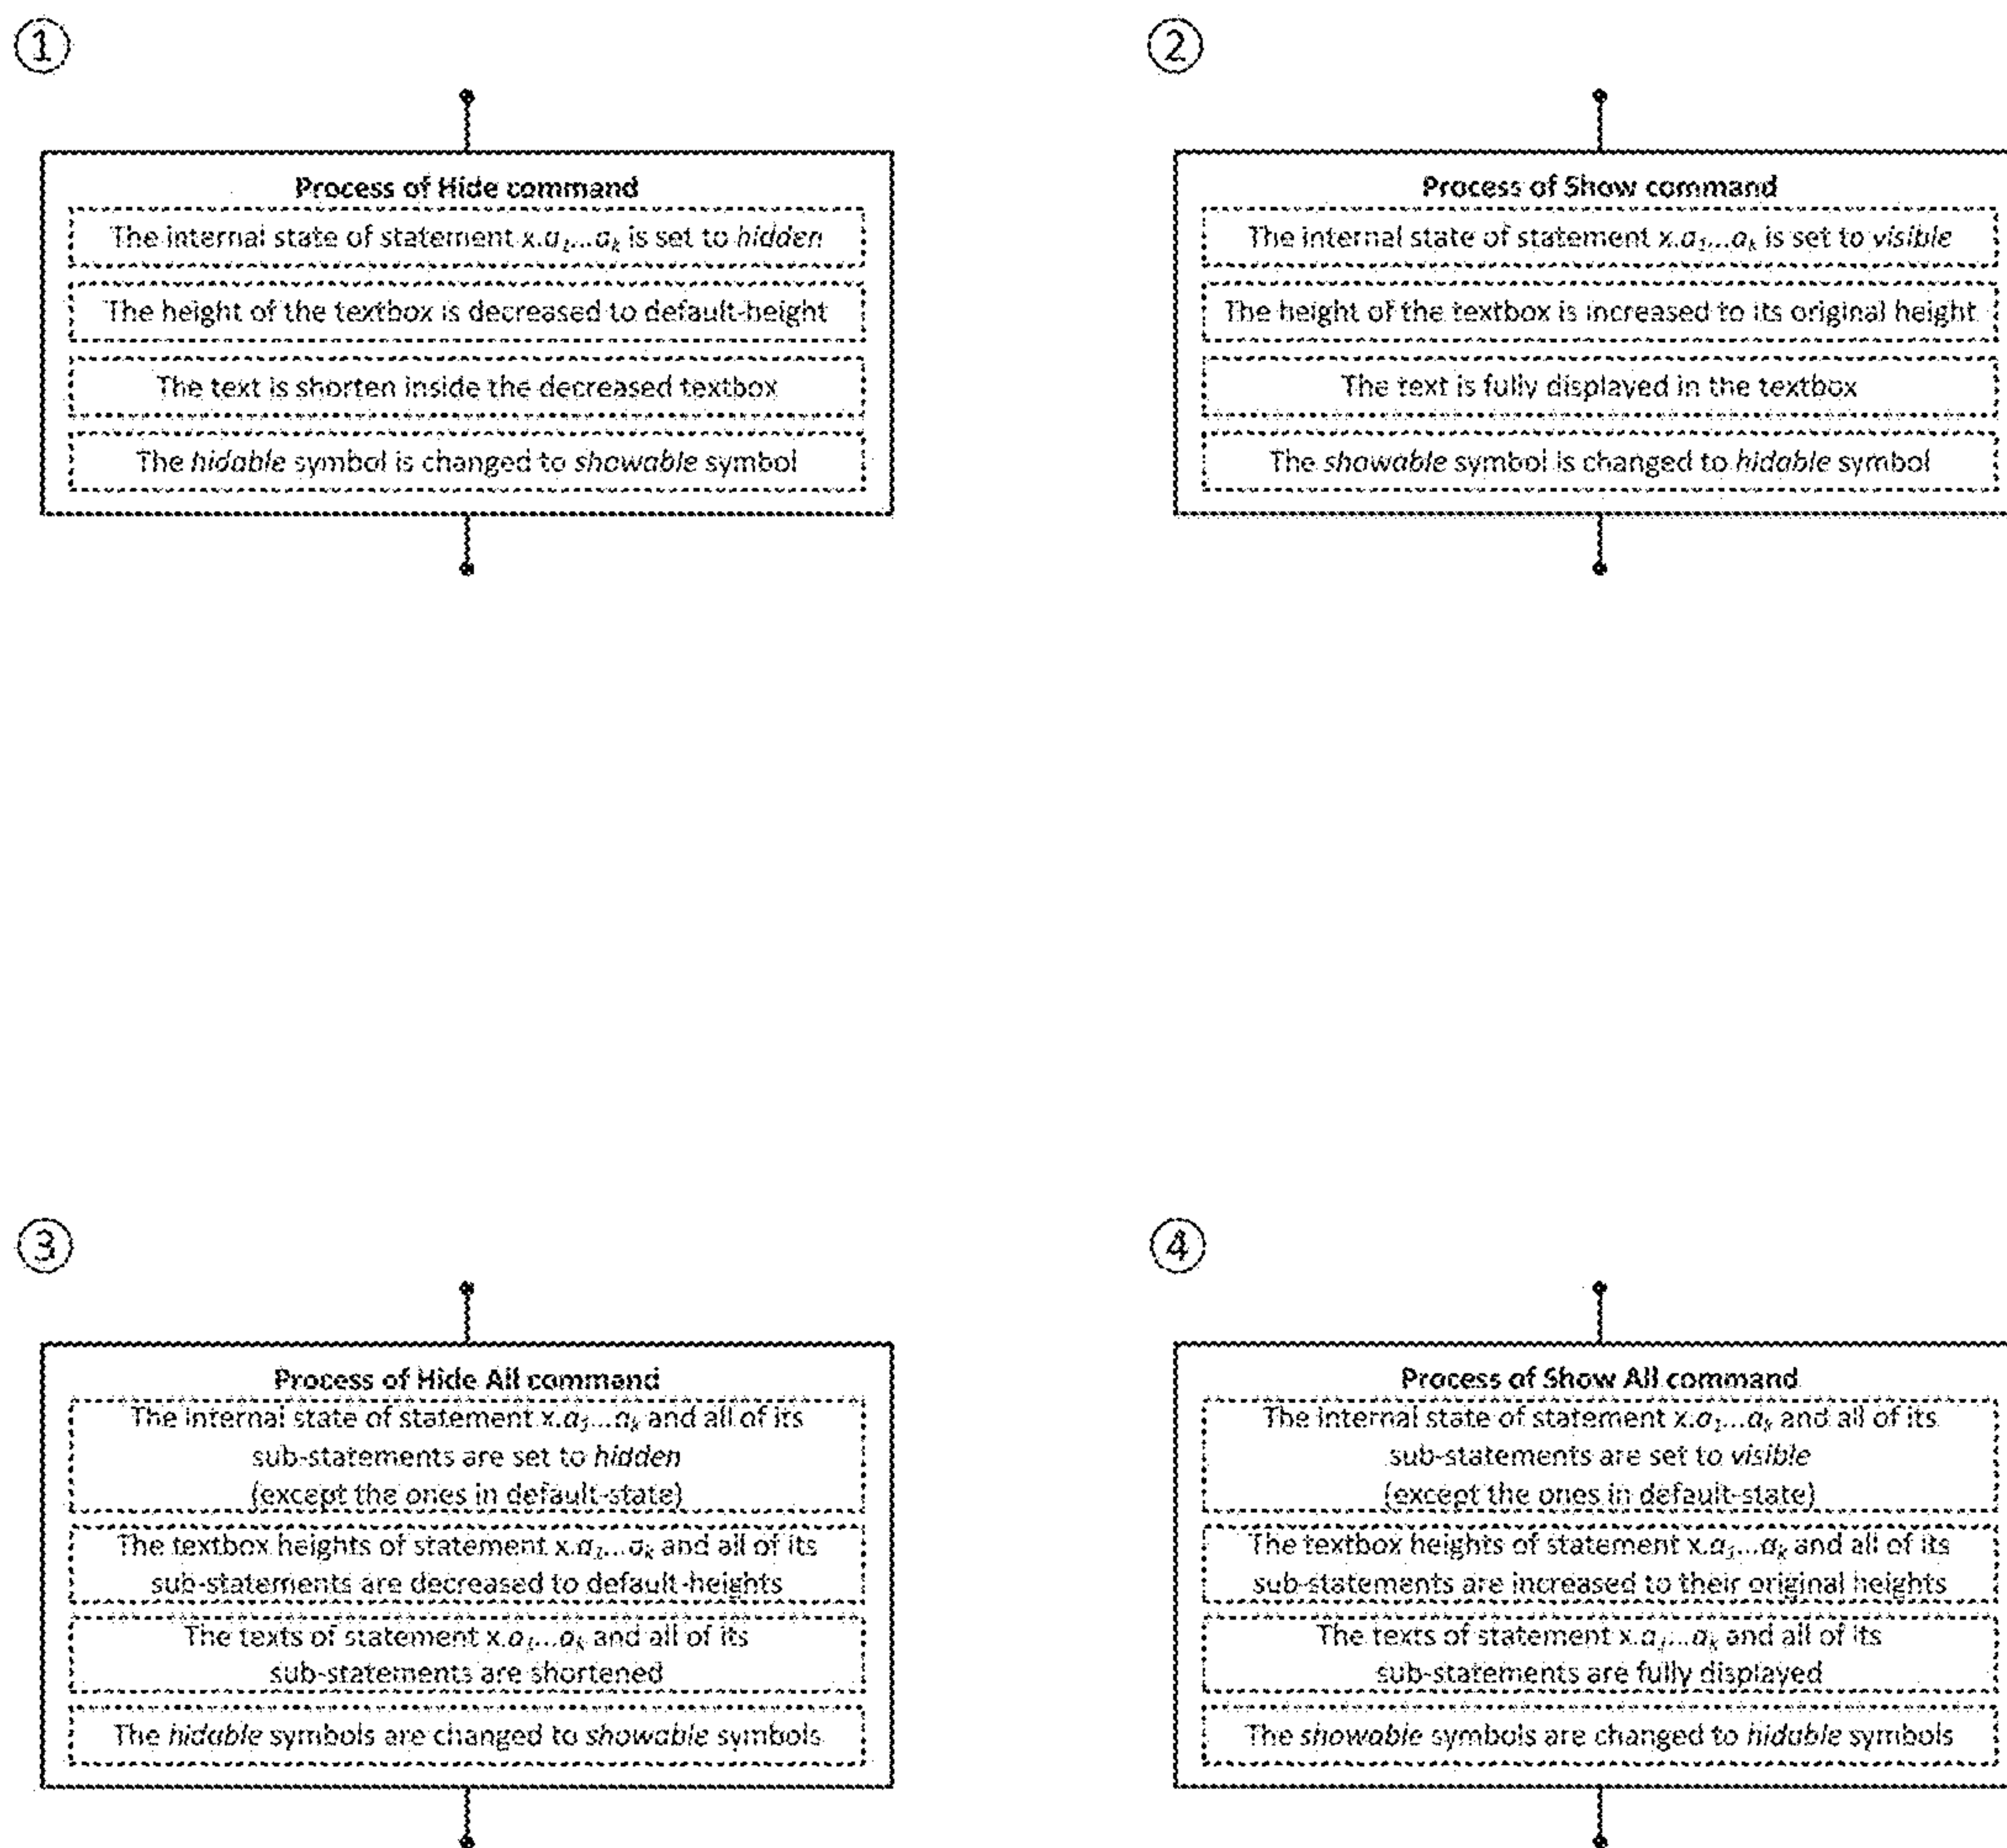 ①
Process of Hide command
The internal state of statement x.a₁...aₖ is set to hidden
The height of the textbox is decreased to default-height
The text is shorten inside the decreased textbox
The hidable symbol is changed to showable symbol
②
Process of Show command
The internal state of statement x.a₁...aₖ is set to visible
The height of the textbox is increased to its original height
The text is fully displayed in the textbox
The showable symbol is changed to hidable symbol
③
Process of Hide All command
The internal state of statement x.a₁...aₖ and all of its
sub-statements are set to hidden
(except the ones in default-state)
The textbox heights of statement x.a₁...aₖ and all of its
sub-statements are decreased to default-heights
The texts of statement x.a₁...aₖ and all of its
sub-statements are shortened
The hidable symbols are changed to showable symbols
④
Process of Show All command
The internal state of statement x.a₁...aₖ and all of its
sub-statements are set to visible
(except the ones in default-state)
The textbox heights of statement x.a₁...aₖ and all of its
sub-statements are increased to their original heights
The texts of statement x.a₁...aₖ and all of its
sub-statements are fully displayed
The showable symbols are changed to hidable symbols